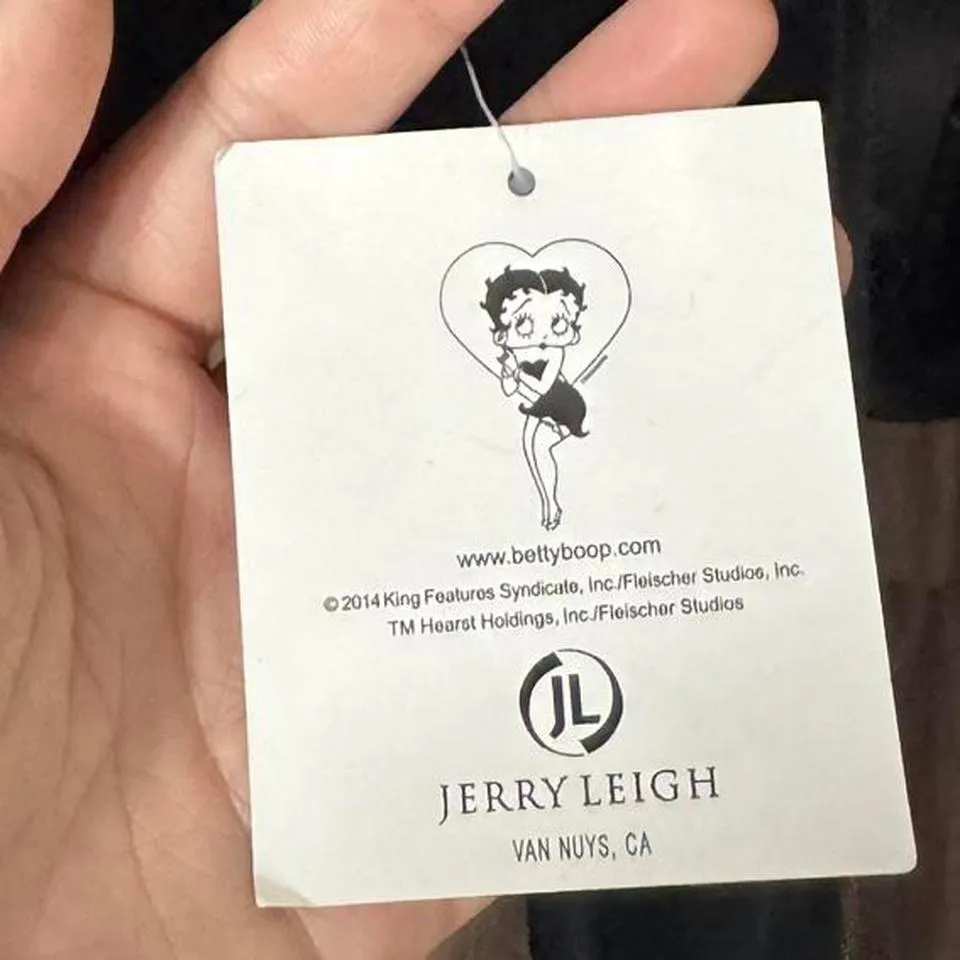 www.bettyboop.com
© 2014 King Features Syndicate, Inc./Fleischer Studios, Inc.
TM Hearst Holdings, Inc./Fleischer Studios
JL
JERRY LEIGH
VAN NUYS, CA